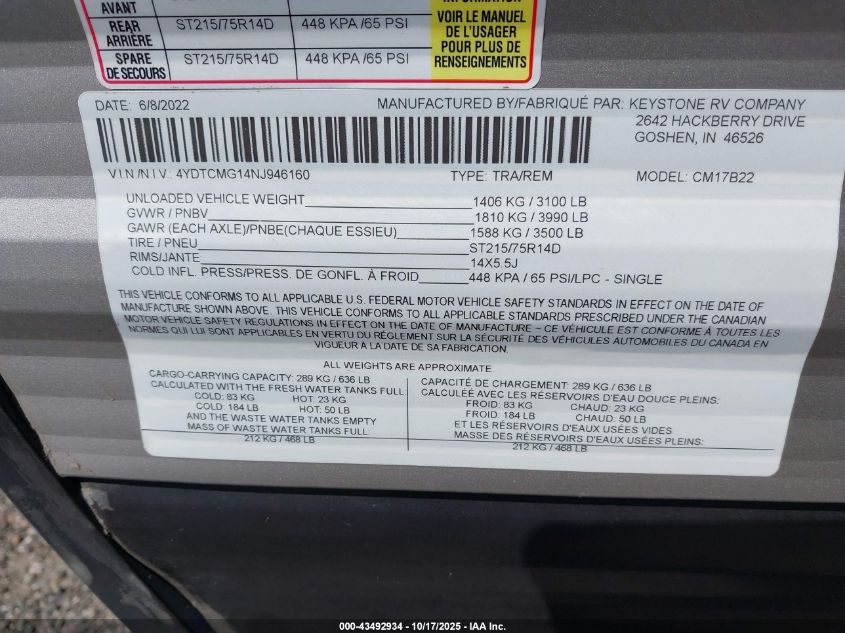 AVANT
REAR
ARRIÈRE
ST215/75R14D
448 KPA /65 PSI
SPARE
DE SECOURS
ST215/75R14D
448 KPA /65 PSI
INFORMATION
VOIR LE MANUEL
DE L'USAGER
POUR PLUS DE
RENSEIGNEMENTS
DATE: 6/8/2022
MANUFACTURED BY/FABRIQUÉ PAR: KEYSTONE RV COMPANY
2642 HACKBERRY DRIVE
GOSHEN, IN 46526
V.I.N./N.I.V.: 4YDTCMG14NJ946160 TYPE: TRA/REM MODEL: CM17B22
UNLOADED VEHICLE WEIGHT 1406 KG / 3100 LB
GVWR / PNBV 1810 KG / 3990 LB
GAWR (EACH AXLE)/PNBE(CHAQUE ESSIEU) 1588 KG / 3500 LB
TIRE / PNEU ST215/75R14D
RIMS/JANTE 14X5.5J
COLD INFL. PRESS/PRESS. DE GONFL. À FROID 448 KPA / 65 PSI/LPC - SINGLE
THIS VEHICLE CONFORMS TO ALL APPLICABLE U.S. FEDERAL MOTOR VEHICLE SAFETY STANDARDS IN EFFECT ON THE DATE OF
MANUFACTURE SHOWN ABOVE. THIS VEHICLE CONFORMS TO ALL APPLICABLE STANDARDS PRESCRIBED UNDER THE CANADIAN
MOTOR VEHICLE SAFETY REGULATIONS IN EFFECT ON THE DATE OF MANUFACTURE – CE VÉHICULE EST CONFORME À TOUTES LES
NORMES QUI LUI SONT APPLICABLES EN VERTU DU RÈGLEMENT SUR LA SÉCURITÉ DES VÉHICULES AUTOMOBILES DU CANADA EN
VIGUEUR A LA DATE DE SA FABRICATION.
ALL WEIGHTS ARE APPROXIMATE
CARGO-CARRYING CAPACITY: 289 KG / 636 LB
CALCULATED WITH THE FRESH WATER TANKS FULL:
COLD: 83 KG HOT: 23 KG
COLD: 184 LB HOT: 50 LB
AND THE WASTE WATER TANKS EMPTY
MASS OF WASTE WATER TANKS FULL:
212 KG / 468 LB
CAPACITÉ DE CHARGEMENT: 289 KG / 636 LB
CALCULÉE AVEC LES RÉSERVOIRS D'EAU DOUCE PLEINS:
FROID: 83 KG CHAUD: 23 KG
FROID: 184 LB CHAUD: 50 LB
ET LES RÉSERVOIRS D'EAUX USÉES VIDES
MASSE DES RÉSERVOIRS D'EAUX USÉES PLEINS:
212 KG / 468 LB
000-43492934 - 10/17/2025 - IAA Inc.